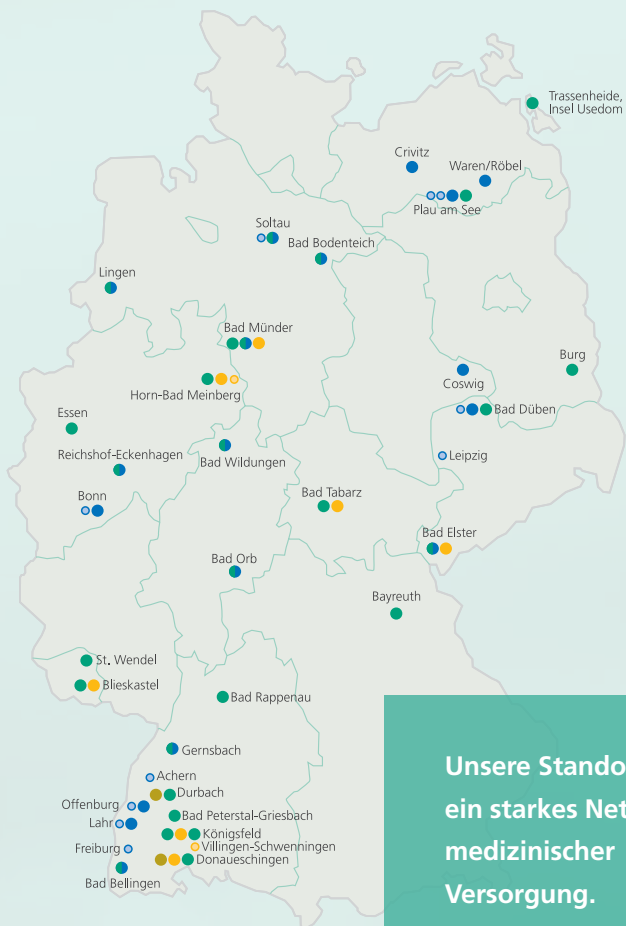 Trassenheide,
Insel Usedom
Crivitz
Waren/Röbel
Plau am See
Soltau
Bad Bodenteich
Lingen
Bad Münder
Horn-Bad Meinberg
Burg
Coswig
Bad Düben
Essen
Reichshof-Eckenhagen
Bad Wildungen
Leipzig
Bonn
Bad Tabarz
Bad Elster
Bad Orb
Bayreuth
St. Wendel
Blieskastel
Bad Rappenau
Gernsbach
Achern
Durbach
Offenburg
Bad Peterstal-Griesbach
Lahr
Königsfeld
Villingen-Schwenningen
Freiburg
Donaueschingen
Bad Bellingen
Unsere Stando
ein starkes Net
medizinischer
Versorgung.